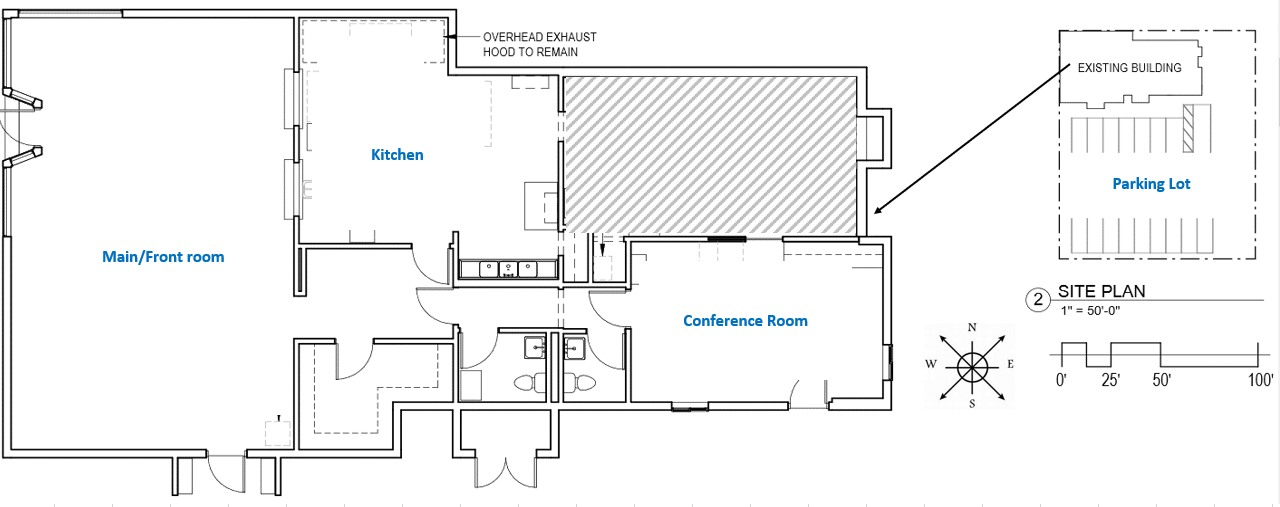 OVERHEAD EXHAUST
HOOD TO REMAIN
EXISTING BUILDING
Kitchen
Parking Lot
Main/Front room
Conference Room
2
SITE PLAN
1" = 50'-0"
N
W
E
S
0'
25'
50'
100'